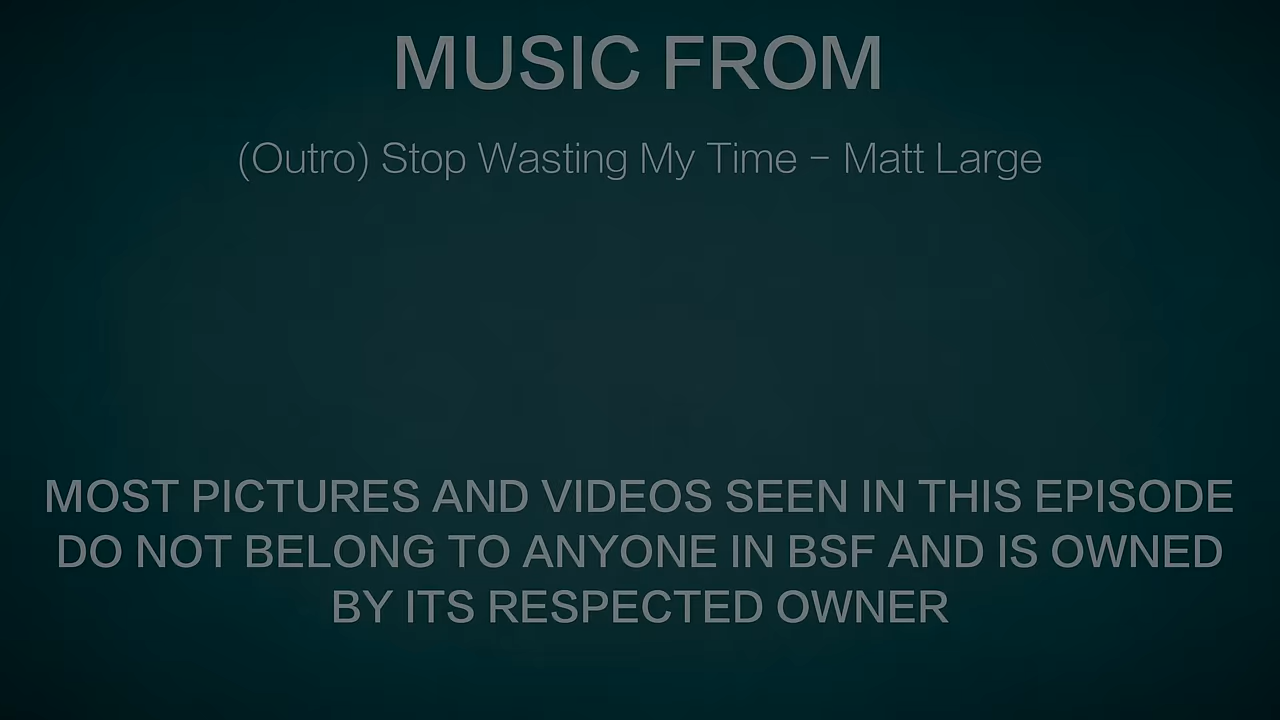 MUSIC FROM
(Outro) Stop Wasting My Time - Matt Large
MOST PICTURES AND VIDEOS SEEN IN THIS EPISODE
DO NOT BELONG TO ANYONE IN BSF AND IS OWNED
BY ITS RESPECTED OWNER